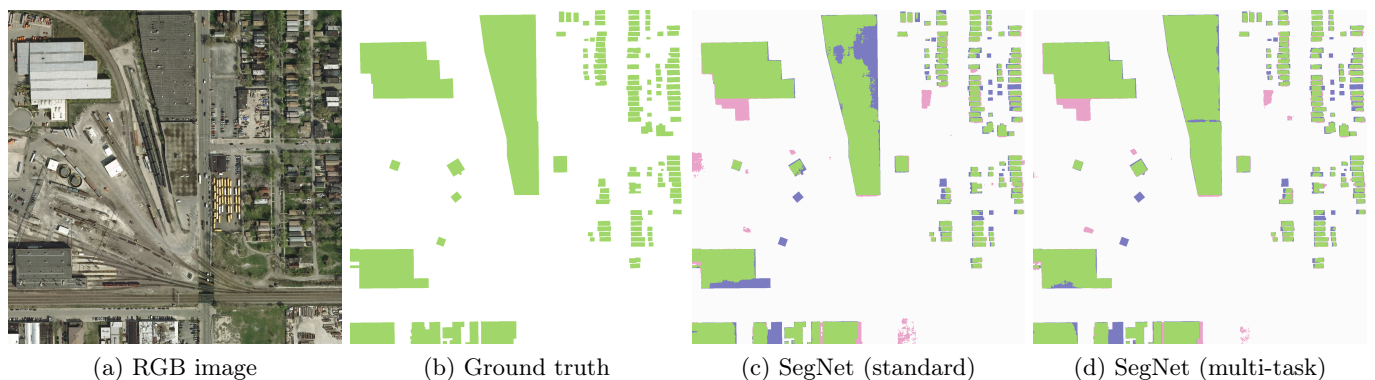 (a) RGB image
(b) Ground truth
(c) SegNet (standard)
(d) SegNet (multi-task)